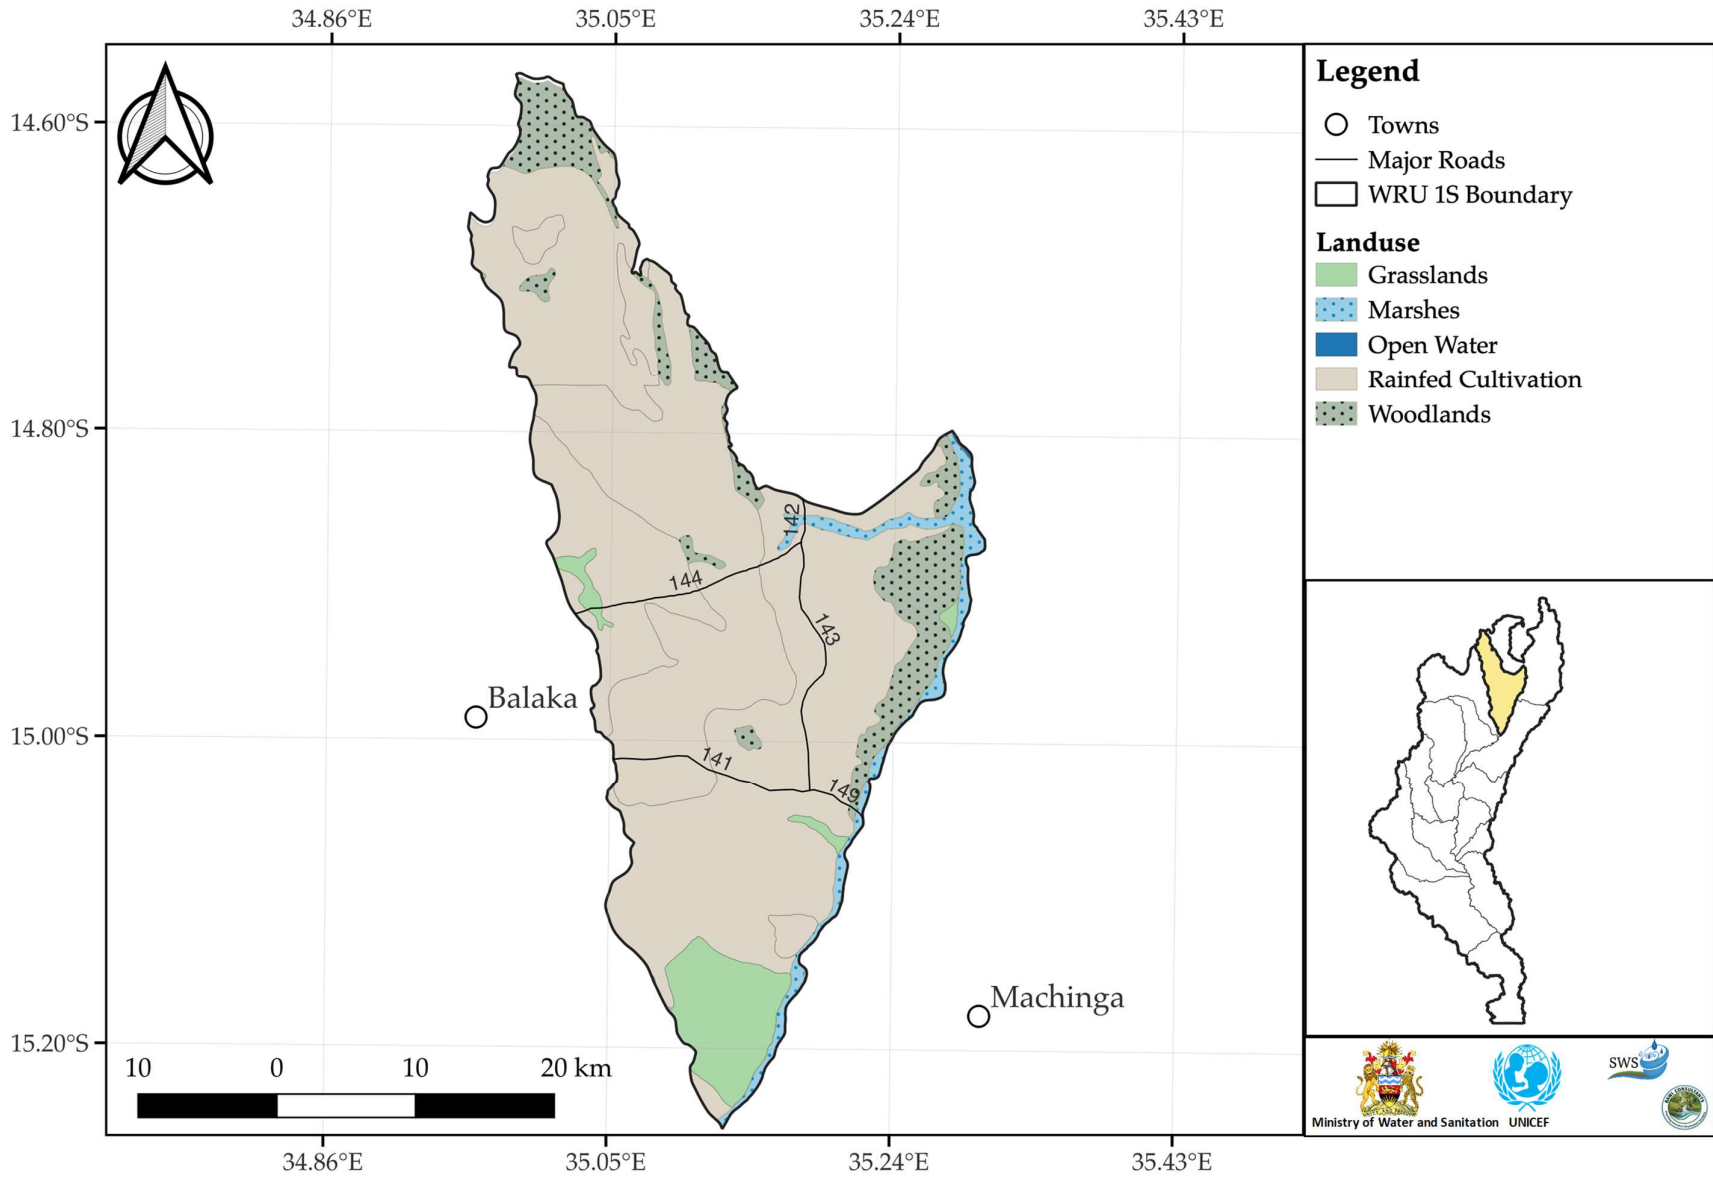 34.86°E 35.05°E 35.24°E 35.43°E
14.60°S
14.80°S
15.00°S
15.20°S
142
144
143
Balaka
141
149
Machinga
10 0 10 20 km
34.86°E 35.05°E 35.24°E 35.43°E
Legend
Towns
Major Roads
WRU 1S Boundary
Landuse
Grasslands
Marshes
Open Water
Rainfed Cultivation
Woodlands
SWS
Ministry of Water and Sanitation UNICEF